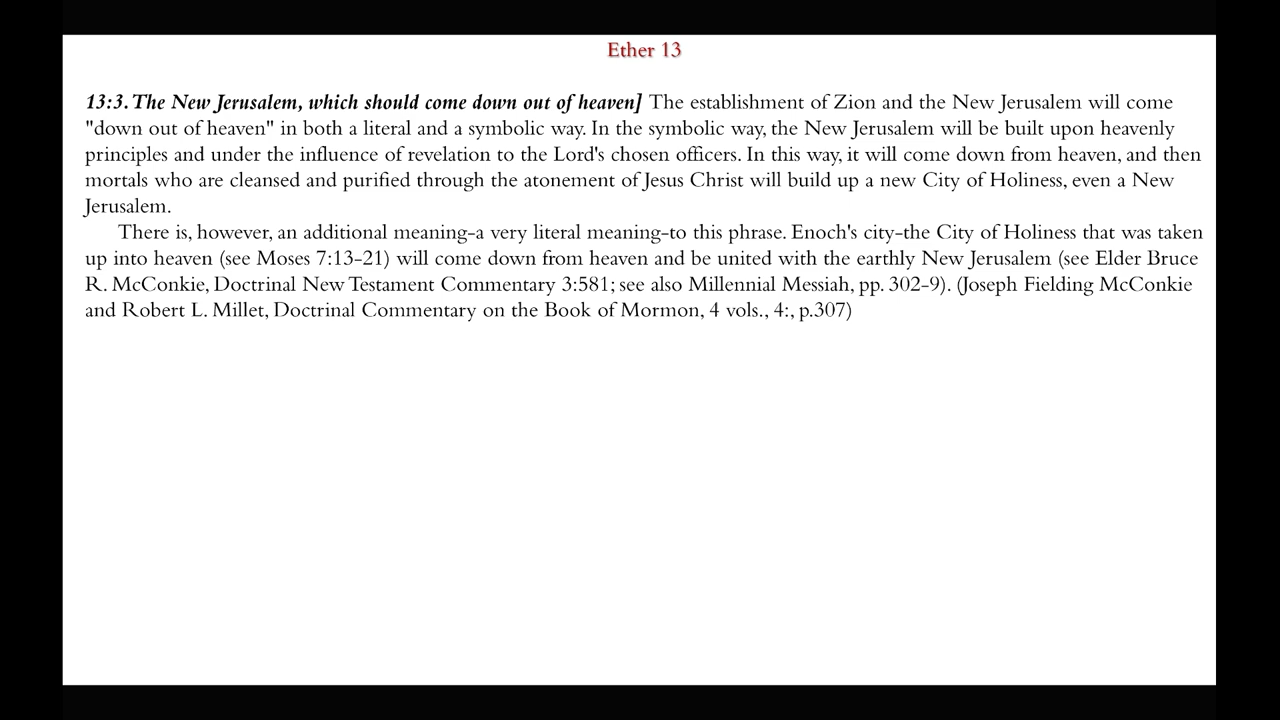 Ether 13
13:3. The New Jerusalem, which should come down out of heaven] The establishment of Zion and the New Jerusalem will come
"down out of heaven" in both a literal and a symbolic way. In the symbolic way, the New Jerusalem will be built upon heavenly
principles and under the influence of revelation to the Lord's chosen officers. In this way, it will come down from heaven, and then
mortals who are cleansed and purified through the atonement of Jesus Christ will build up a new City of Holiness, even a New
Jerusalem.
There is, however, an additional meaning-a very literal meaning-to this phrase. Enoch's city-the City of Holiness that was taken
up into heaven (see Moses 7:13-21) will come down from heaven and be united with the earthly New Jerusalem (see Elder Bruce
R. McConkie, Doctrinal New Testament Commentary 3:581; see also Millennial Messiah, pp. 302-9). (Joseph Fielding McConkie
and Robert L. Millet, Doctrinal Commentary on the Book of Mormon, 4 vols., 4:, p.307)